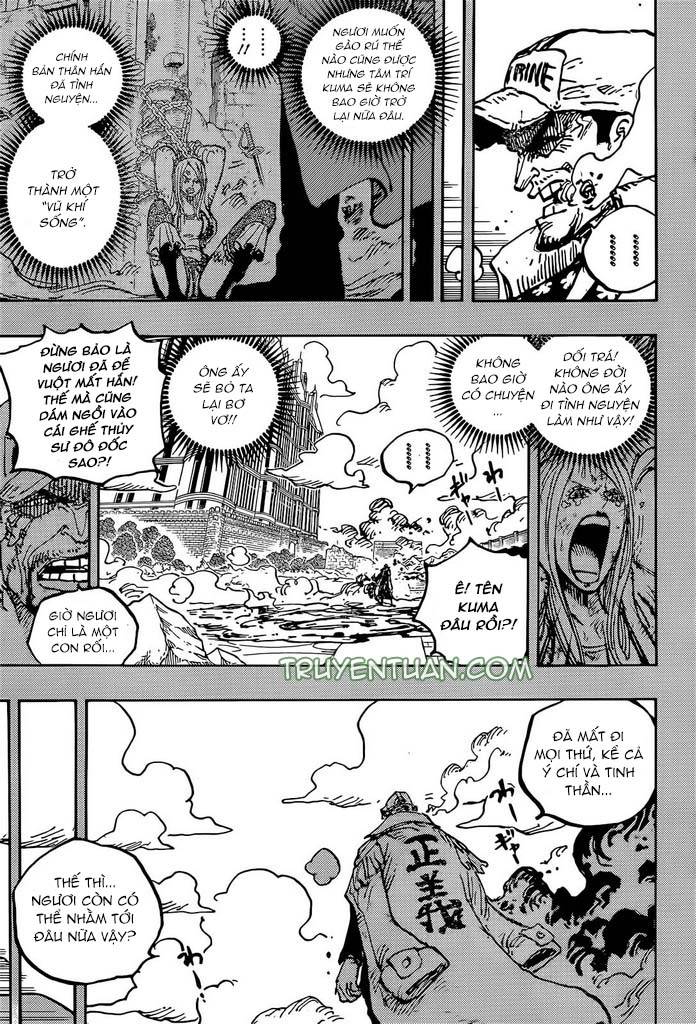 RINE
NGƯƠI MUỐN
GÀO RÚ THẾ
NÀO CŨNG ĐƯỢC
NHƯNG TÂM TRÍ
KUMA SẼ KHÔNG
BAO GIỜ TRỞ
LẠI NỮA ĐÂU.
!!
CHÍNH
BẢN THÂN HẮN
ĐÃ TÌNH
NGUYỆN...
TRỞ
THÀNH MỘT
“VŨ KHÍ
SỐNG”.
DỐI TRÁ!
KHÔNG ĐỜI
NÀO ÔNG ẤY
ĐI TÌNH NGUYỆN
LÀM NHƯ VẬY!
KHÔNG
BAO GIỜ
CÓ CHUYỆN
...
ÔNG ẤY
SẼ BỎ TA
LẠI BƠ
VƠ!!
Ê! TÊN
KUMA
ĐÂU RỒI?!
ĐỪNG BẢO LÀ
NGƯƠI ĐÃ ĐỂ
VUỘT MẤT HẮN!
THẾ MÀ CŨNG
DÁM NGỒI VÀO
CÁI GHẾ THỦY
SƯ ĐÔ ĐỐC
SAO?!
GIỜ NGƯƠI
CHỈ LÀ MỘT
CON RỐI...
TRUYENTUAN.COM
ĐÃ MẤT ĐI
MỌI THỨ, KỂ CẢ
Ý CHÍ VÀ TINH
THẦN...
正義
THẾ THÌ...
NGƯƠI CÒN CÓ
THỂ NHẮM TỚI
ĐÂU NỮA VẬY?